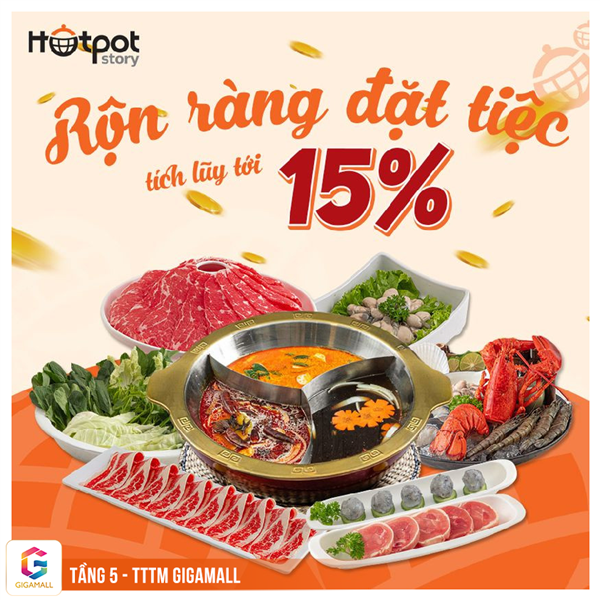 Hotpot
story
Rộn ràng đặt tiệc
tích lũy tới
15%
GIGAMALL
TẦNG 5 - TTTM GIGAMALL